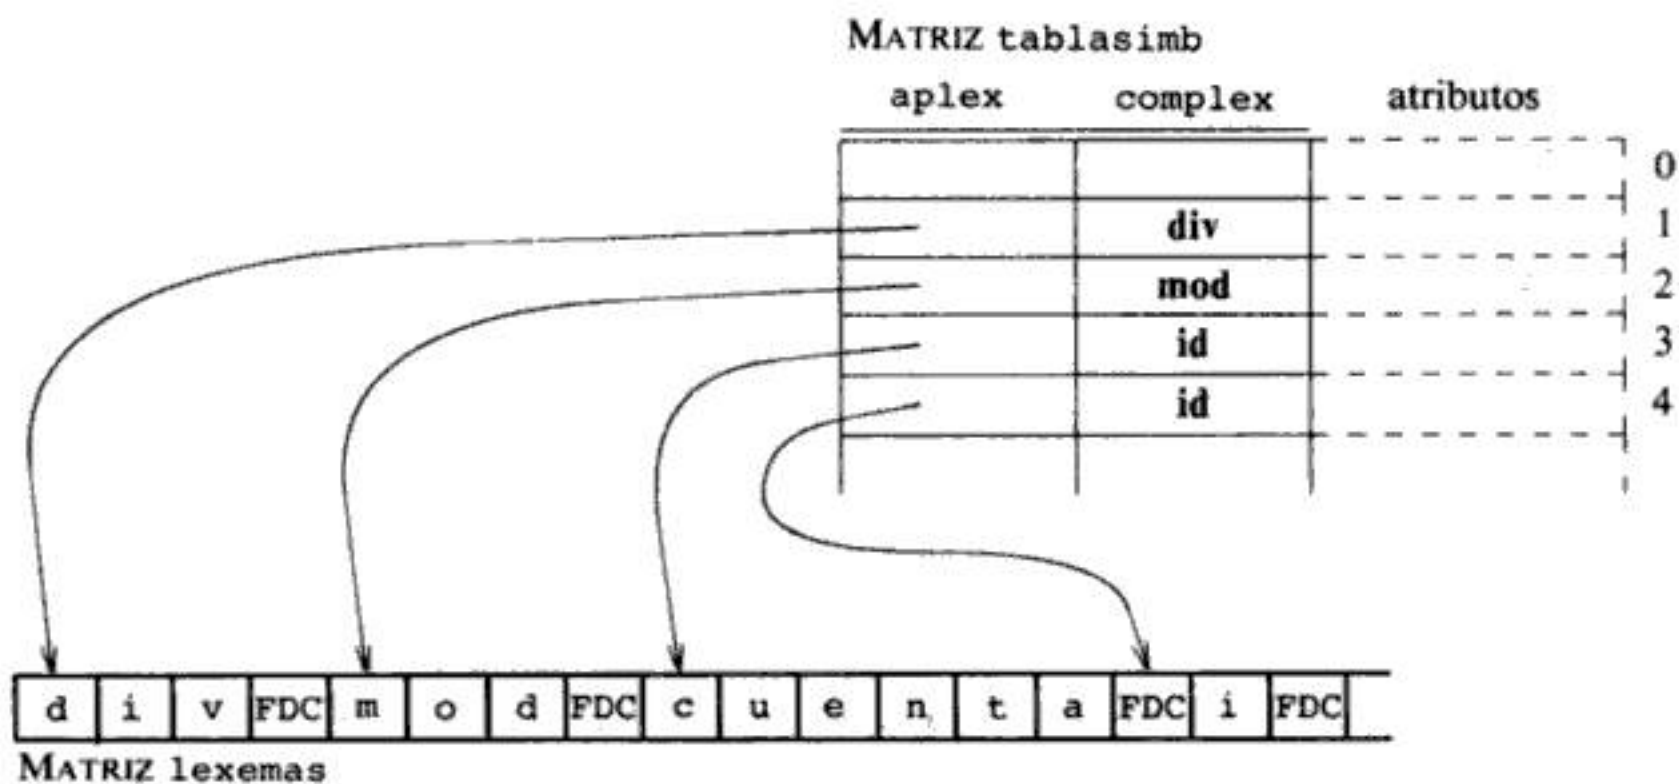 MATRIZ tablasimb
aplex complex atributos
0
div 1
mod 2
id 3
id 4
d i v FDC m o d FDC c u e n t a FDC i FDC
MATRIZ lexemas